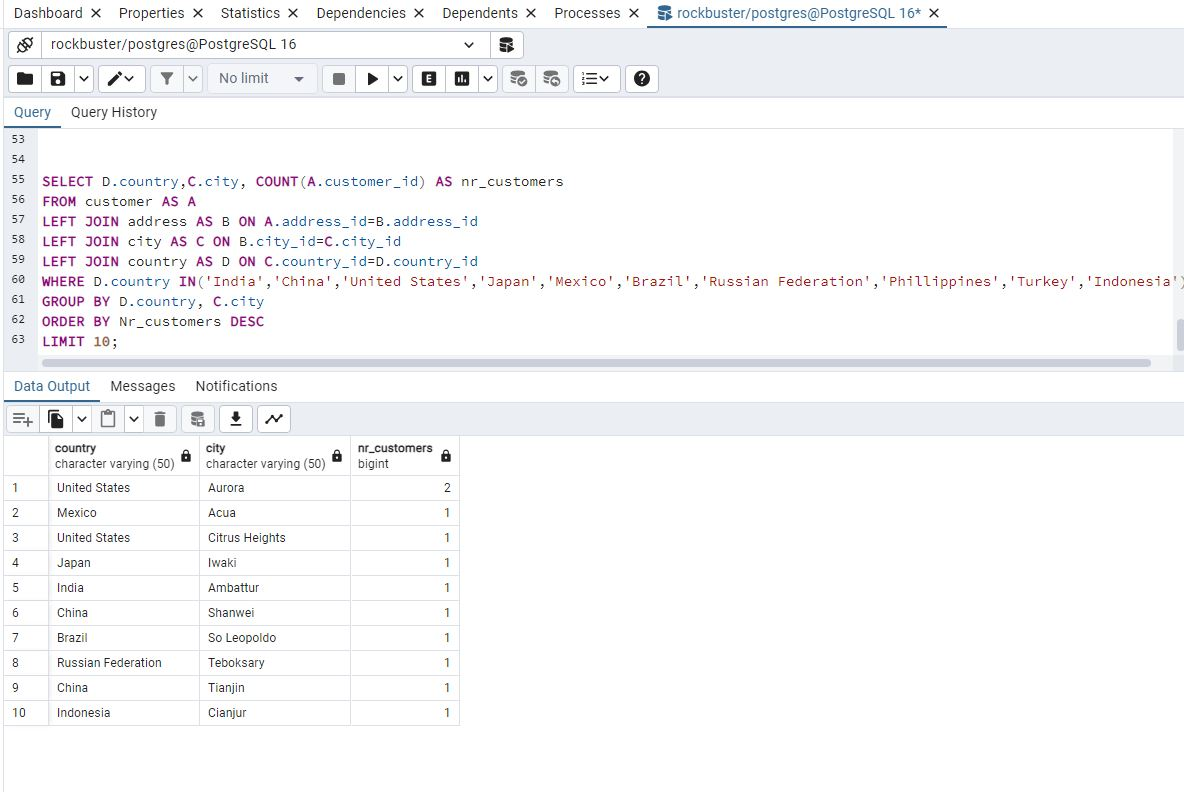 Dashboard Properties Statistics Dependencies Dependents Processes rockbuster/postgres@PostgreSQL 16*
rockbuster/postgres@PostgreSQL 16
No limit E
Query Query History
53
54
55 SELECT D.country,C.city, COUNT(A.customer_id) AS nr_customers
56 FROM customer AS A
57 LEFT JOIN address AS B ON A.address_id=B.address_id
58 LEFT JOIN city AS C ON B.city_id=C.city_id
59 LEFT JOIN country AS D ON C.country_id=D.country_id
60 WHERE D.country IN('India','China','United States','Japan','Mexico','Brazil','Russian Federation','Phillippines','Turkey','Indonesia')
61 GROUP BY D.country, C.city
62 ORDER BY Nr_customers DESC
63 LIMIT 10;
Data Output Messages Notifications
country city nr_customers
character varying (50) character varying (50) bigint
1 United States Aurora 2
2 Mexico Acua 1
3 United States Citrus Heights 1
4 Japan Iwaki 1
5 India Ambattur 1
6 China Shanwei 1
7 Brazil So Leopoldo 1
8 Russian Federation Teboksary 1
9 China Tianjin 1
10 Indonesia Cianjur 1